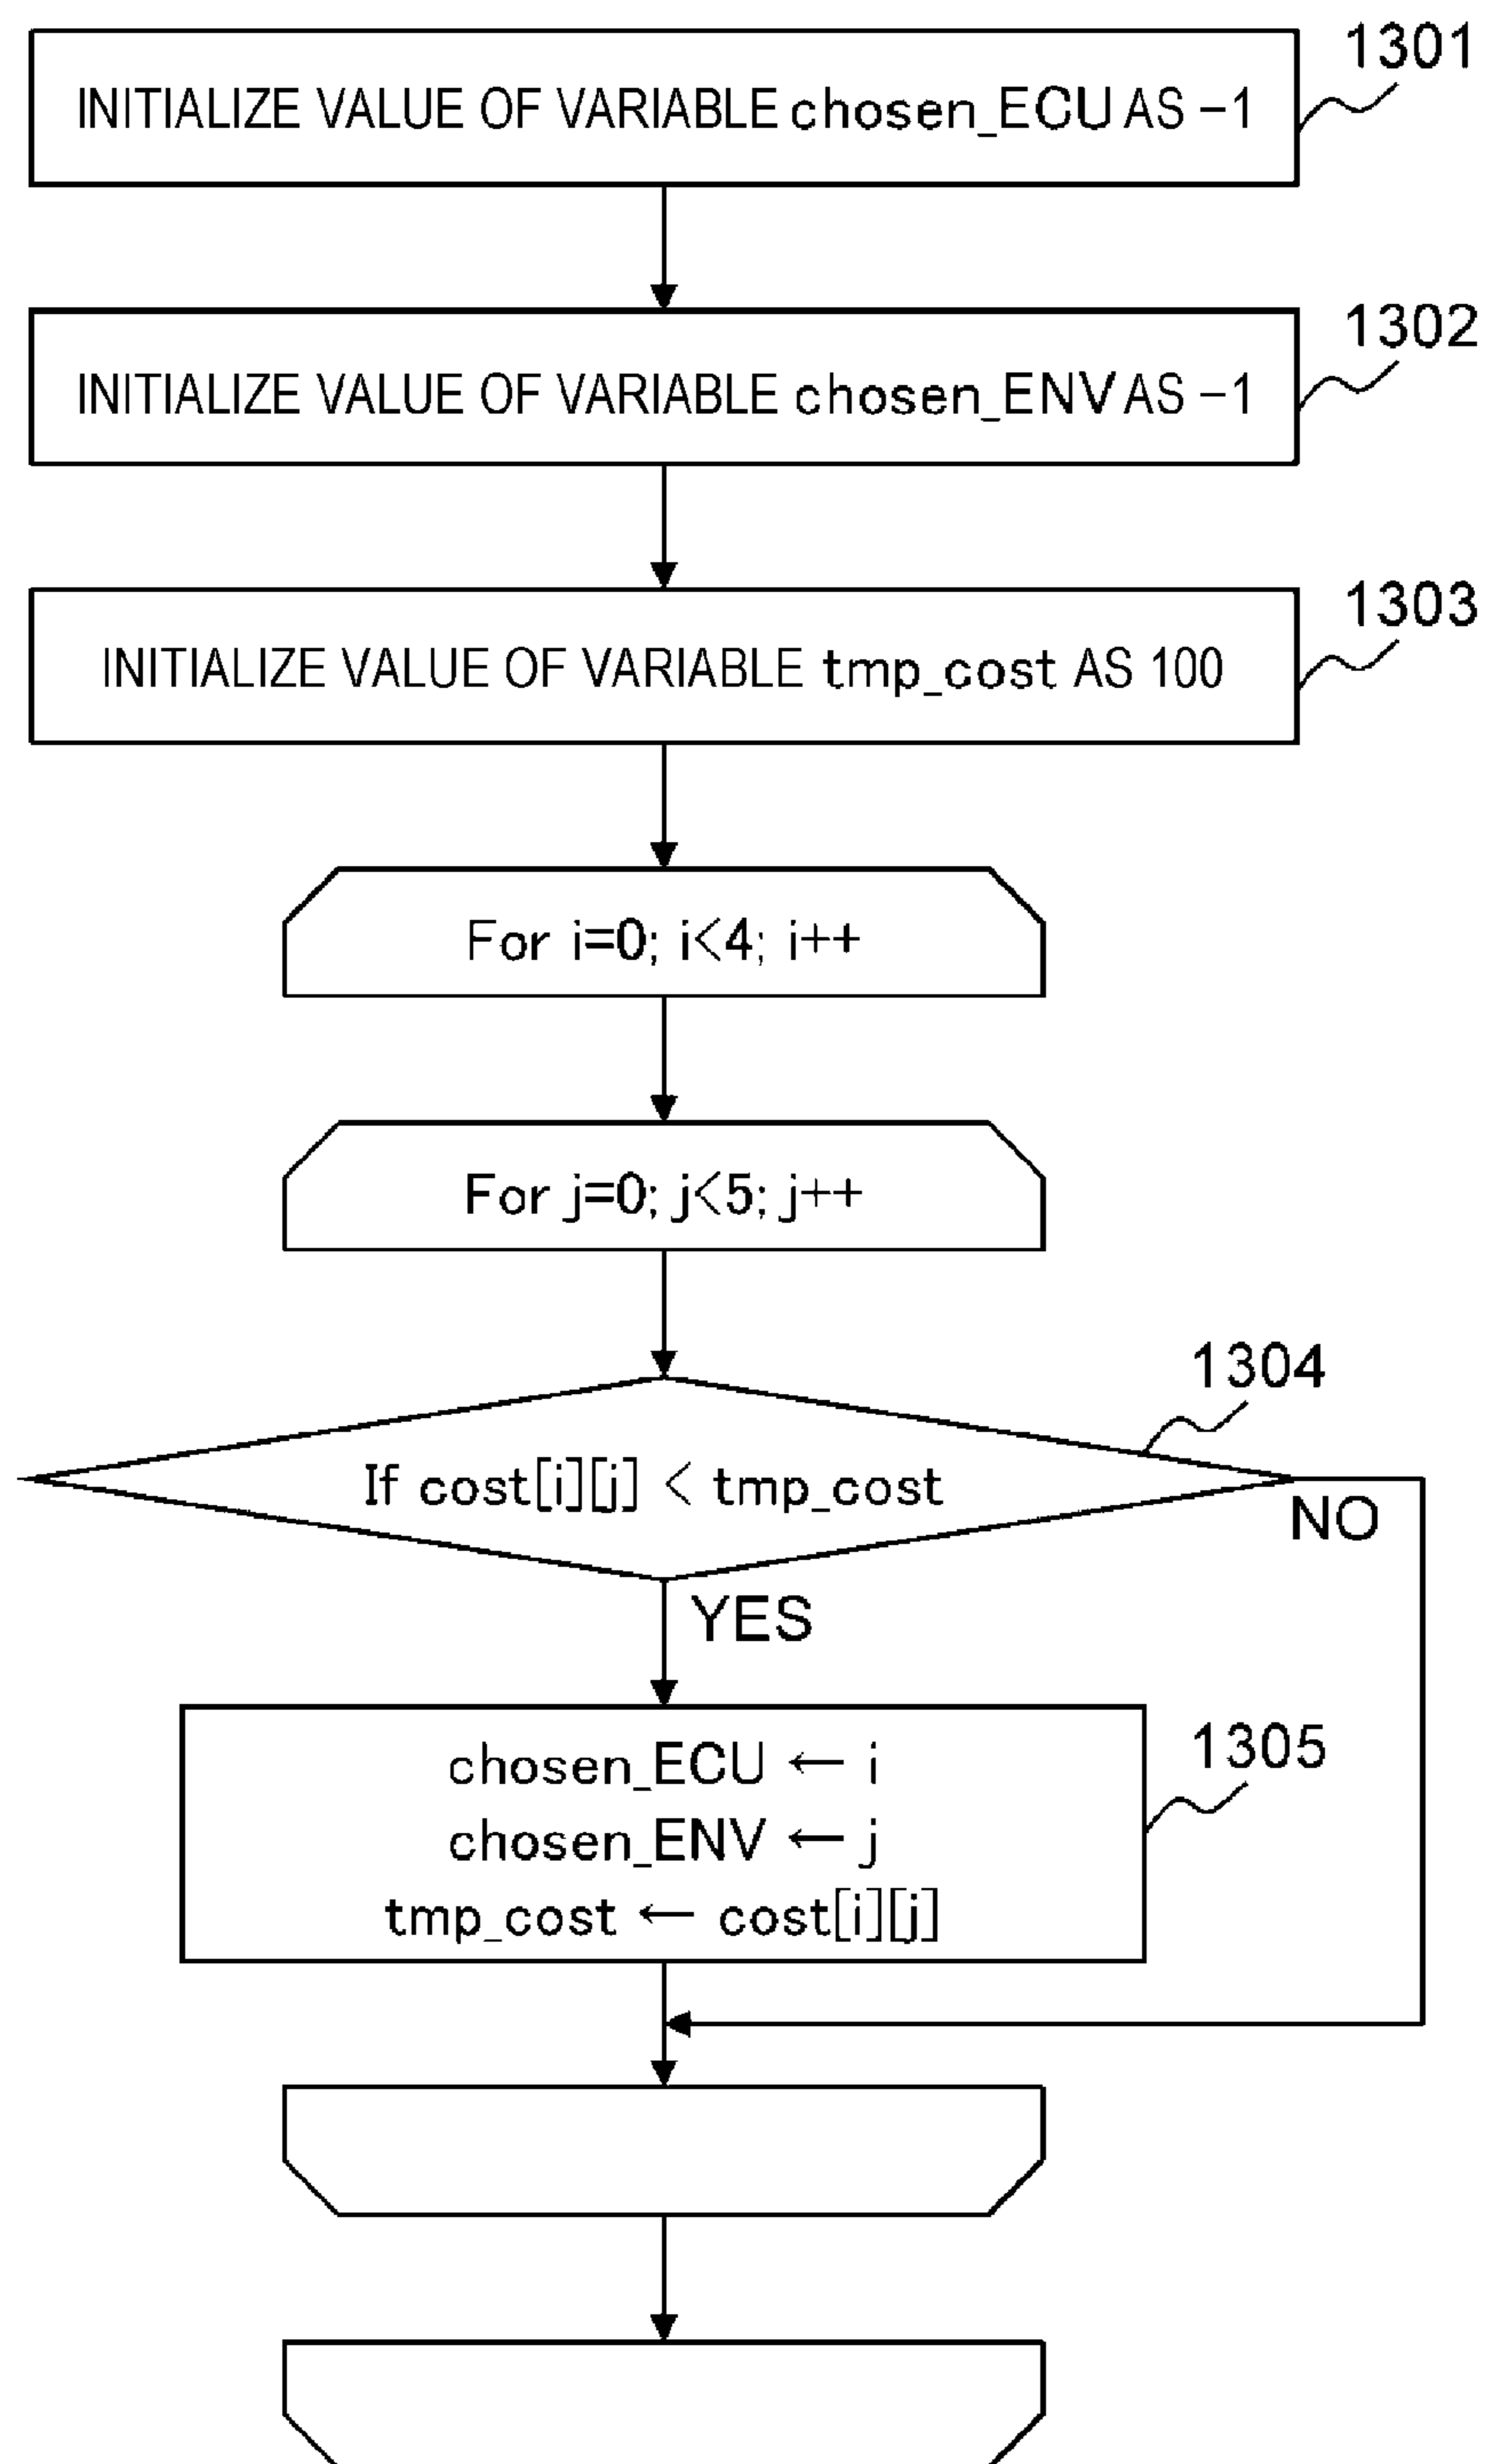 1301
INITIALIZE VALUE OF VARIABLE chosen_ECU AS -1
1302
INITIALIZE VALUE OF VARIABLE chosen_ENV AS -1
1303
INITIALIZE VALUE OF VARIABLE tmp_cost AS 100
For i=0; i<4; i++
For j=0; j<5; j++
1304
If cost[i][j] < tmp_cost
NO
YES
1305
chosen_ECU ← i
chosen_ENV ← j
tmp_cost ← cost[i][j]